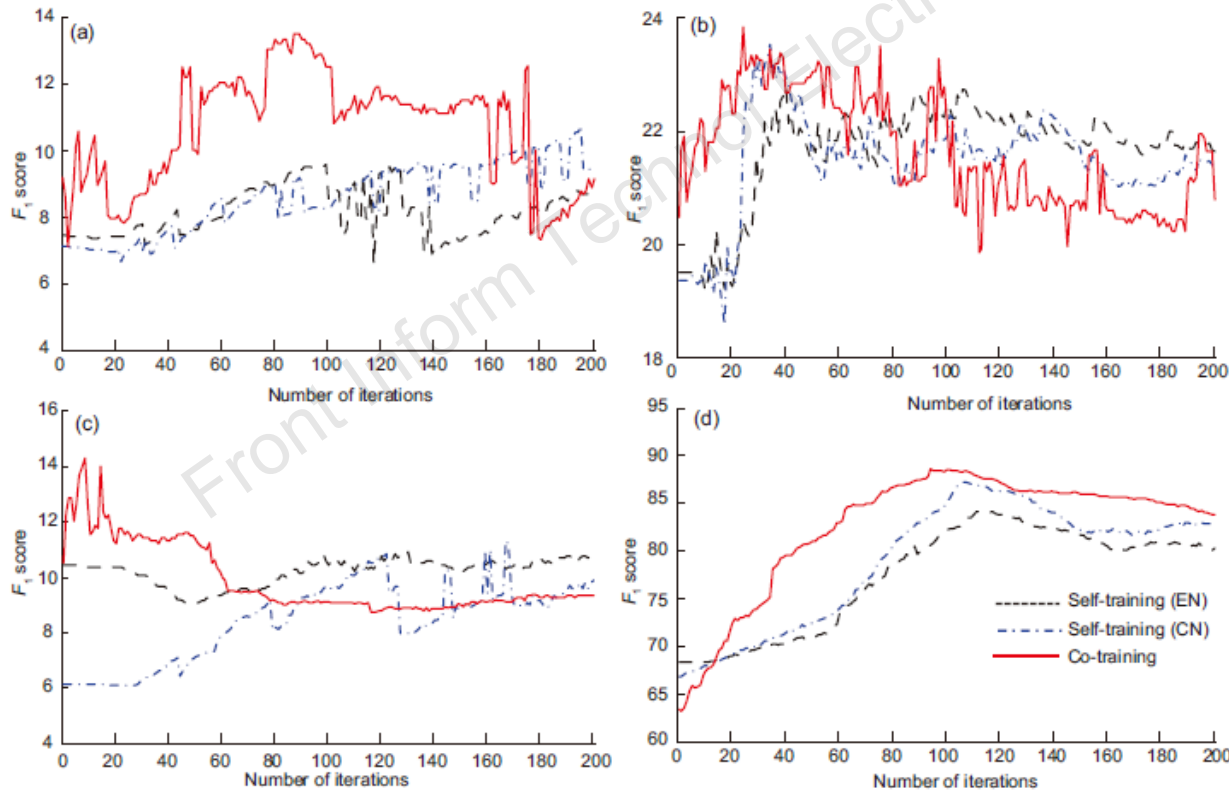 (a)
14
12
10
8
6
4
F1 score
0 20 40 60 80 100 120 140 160 180 200
Number of iterations
(b)
24
22
20
18
F1 score
0 20 40 60 80 100 120 140 160 180 200
Number of iterations
(c)
16
14
12
10
8
6
4
F1 score
0 20 40 60 80 100 120 140 160 180 200
Number of iterations
(d)
95
90
85
80
75
70
65
60
F1 score
Self-training (EN)
Self-training (CN)
Co-training
0 20 40 60 80 100 120 140 160 180 200
Number of iterations
Front Inform Technol Electr